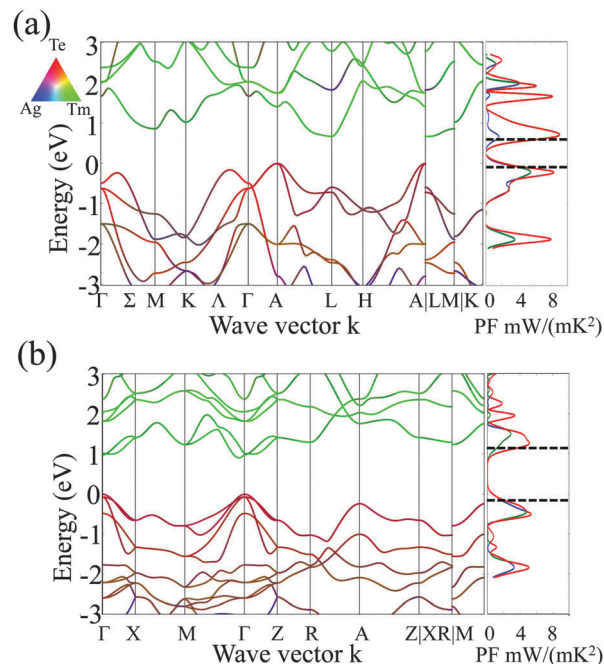 (a)
Te
Ag
Tm
Energy (eV)
3
2
1
0
-1
-2
-3
Γ Σ M K Λ Γ A L H A|LM|K
Wave vector k
0 4 8
PF mW/(mK²)
(b)
Energy (eV)
3
2
1
0
-1
-2
-3
Γ X M Γ Z R A Z|XR|M
Wave vector k
0 4 8
PF mW/(mK²)